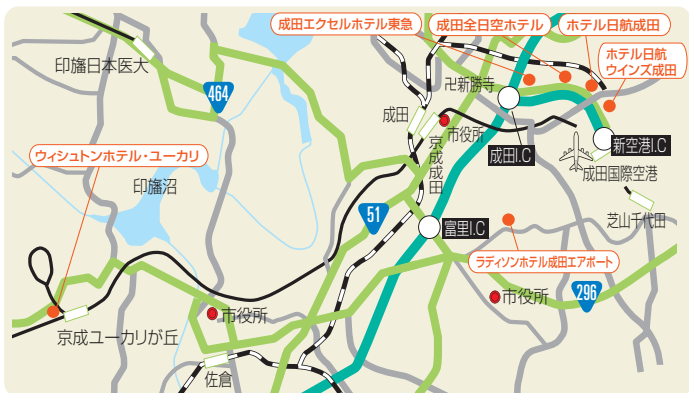 成田エクセルホテル東急
成田全日空ホテル
ホテル日航成田
ホテル日航
ウインズ成田
印旛日本医大
464
卍新勝寺
成田
市役所
京成成田
成田I.C
新空港I.C
成田国際空港
ウィシュトンホテル・ユーカリ
印旛沼
芝山千代田
51
富里I.C
ラディソンホテル成田エアポート
市役所
296
市役所
京成ユーカリが丘
佐倉